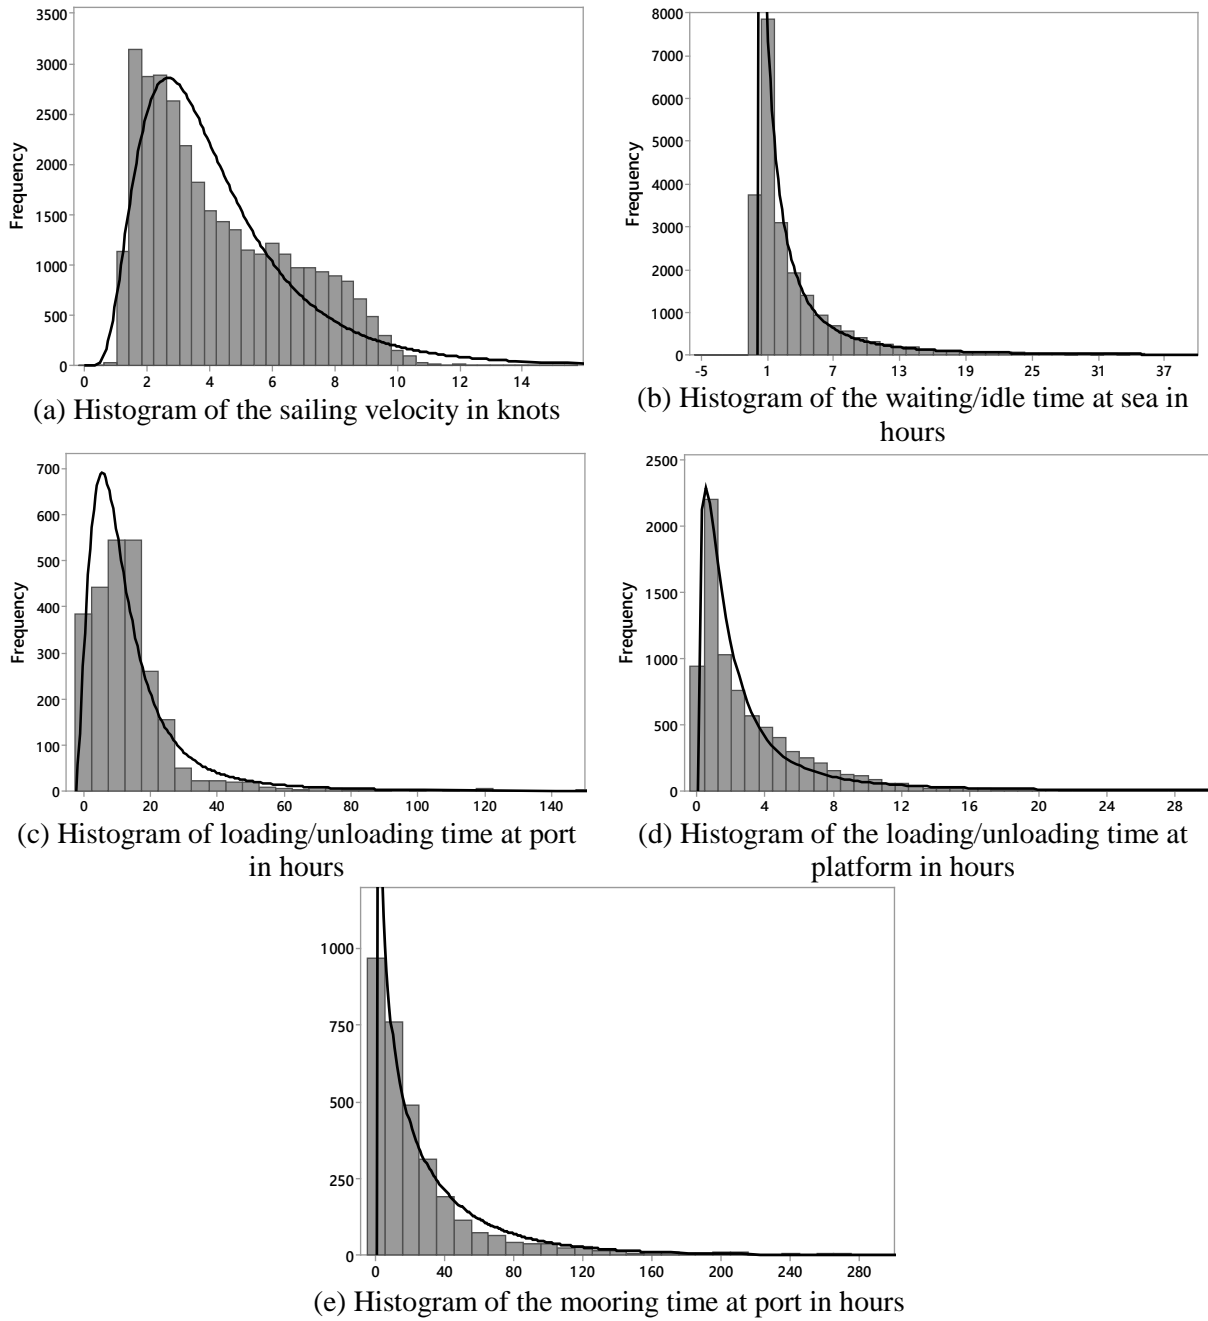 3500
3000
2500
2000
1500
1000
500
0
Frequency
0 2 4 6 8 10 12 14
(a) Histogram of the sailing velocity in knots
8000
7000
6000
5000
4000
3000
2000
1000
0
Frequency
-5 1 7 13 19 25 31 37
(b) Histogram of the waiting/idle time at sea in
hours
700
600
500
400
300
200
100
0
Frequency
0 20 40 60 80 100 120 140
(c) Histogram of loading/unloading time at port
in hours
2500
2000
1500
1000
500
0
Frequency
0 4 8 12 16 20 24 28
(d) Histogram of the loading/unloading time at
platform in hours
1000
750
500
250
0
Frequency
0 40 80 120 160 200 240 280
(e) Histogram of the mooring time at port in hours